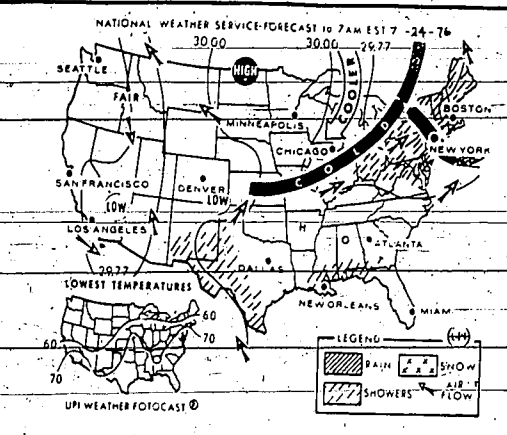 NATIONAL WEATHER SERVICE FORECAST to 7AM EST 7 -24-76
30.00 30.00 29.77
SEATTLE
HIGH
COOLER
FAIR
MINNEAPOLIS
BOSTON
CHICAGO
NEW YORK
COLD
SAN FRANCISCO
DENVER
LOW
LOW
LOS ANGELES
H
O
T
ATLANTA
DALLAS
29.77
LOWEST TEMPERATURES
NEW ORLEANS
MIAMI
60
70
60
70
LEGEND
RAIN
SNOW
SHOWERS
AIR
FLOW
UPI WEATHER FOTOCAST